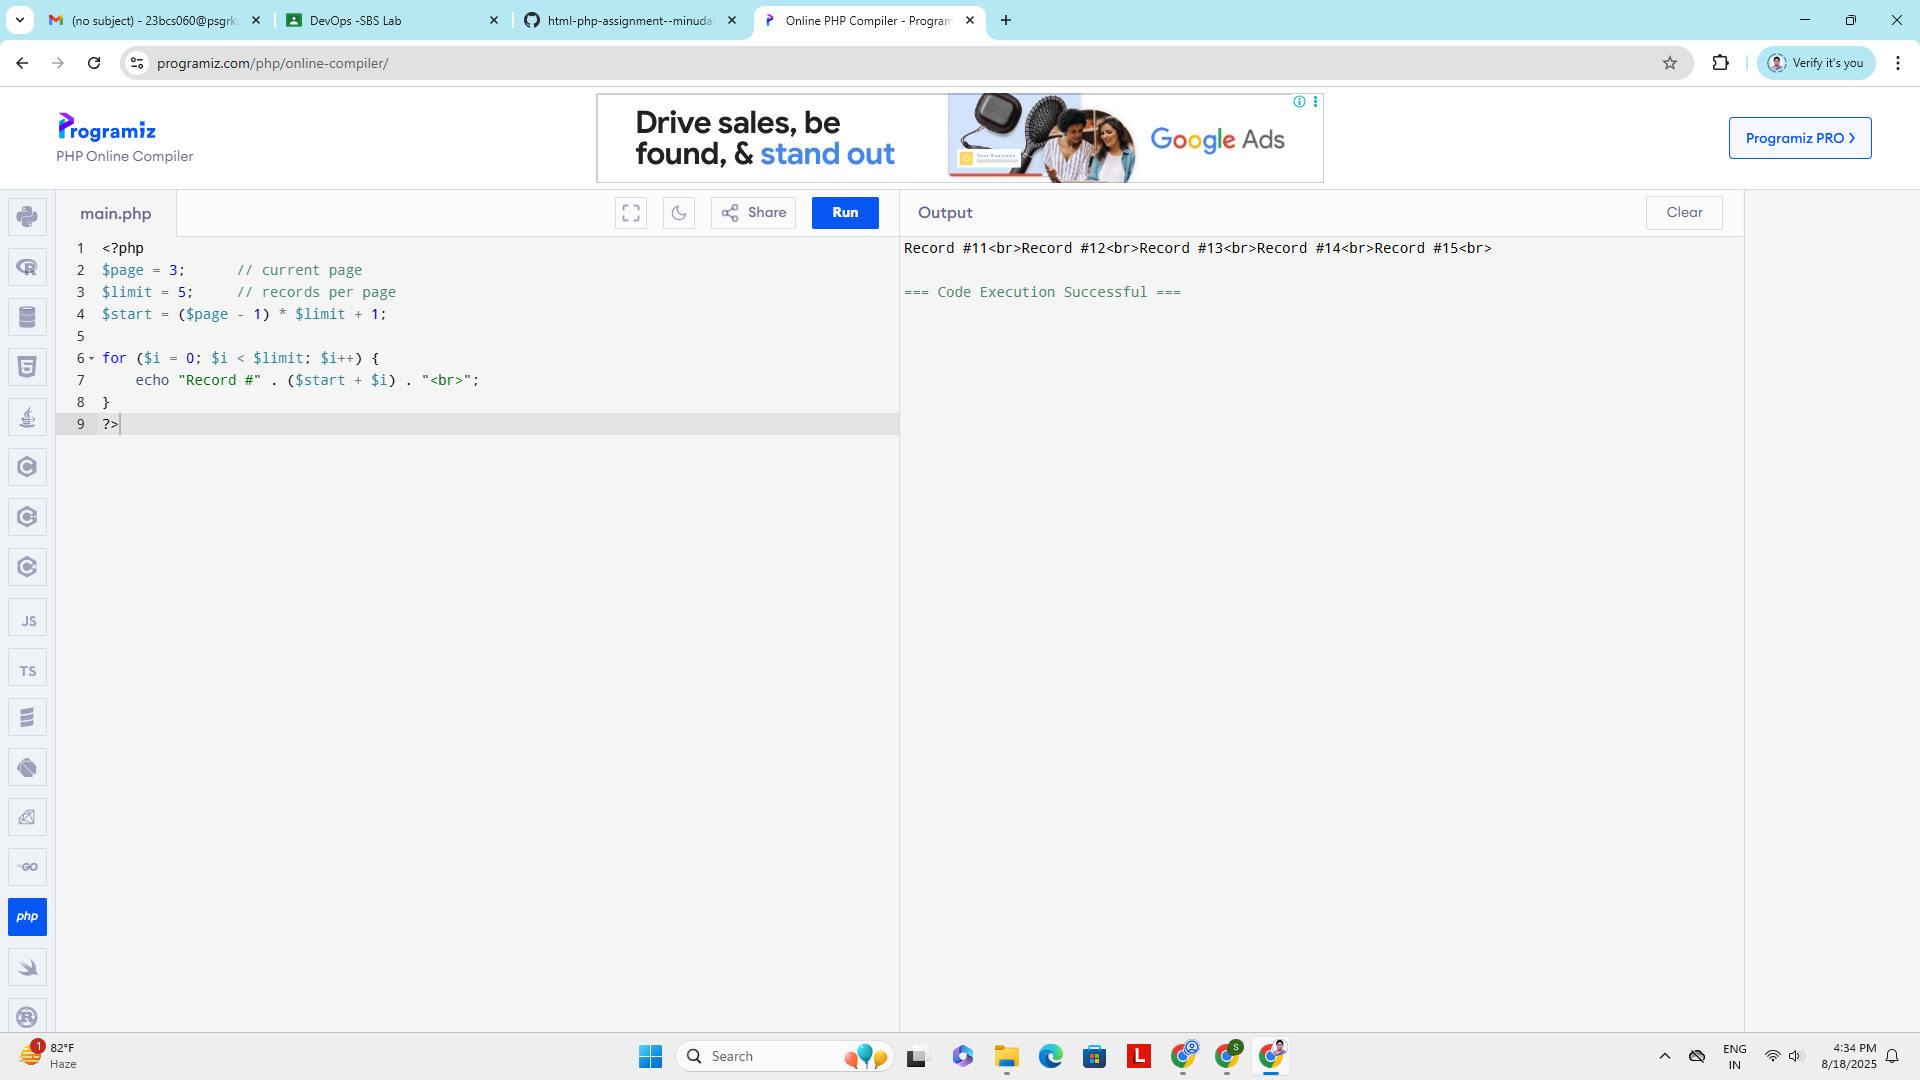 (no subject) - 23bcs060@psgrk
DevOps -SBS Lab
html-php-assignment--minuda
Online PHP Compiler - Program
programiz.com/php/online-compiler/
Verify it's you
Programiz
PHP Online Compiler
Drive sales, be
found, & stand out
Your Business
Google Ads
Programiz PRO
main.php
Share
Run
Output
Clear
1 <?php
2 $page = 3;      // current page
3 $limit = 5;     // records per page
4 $start = ($page - 1) * $limit + 1;
5
6 for ($i = 0; $i < $limit; $i++) {
7     echo "Record #" . ($start + $i) . "<br>";
8 }
9 ?>
Record #11<br>Record #12<br>Record #13<br>Record #14<br>Record #15<br>
=== Code Execution Successful ===
JS
TS
GO
php
1
82°F
Haze
Search
L
S
ENG
IN
4:34 PM
8/18/2025